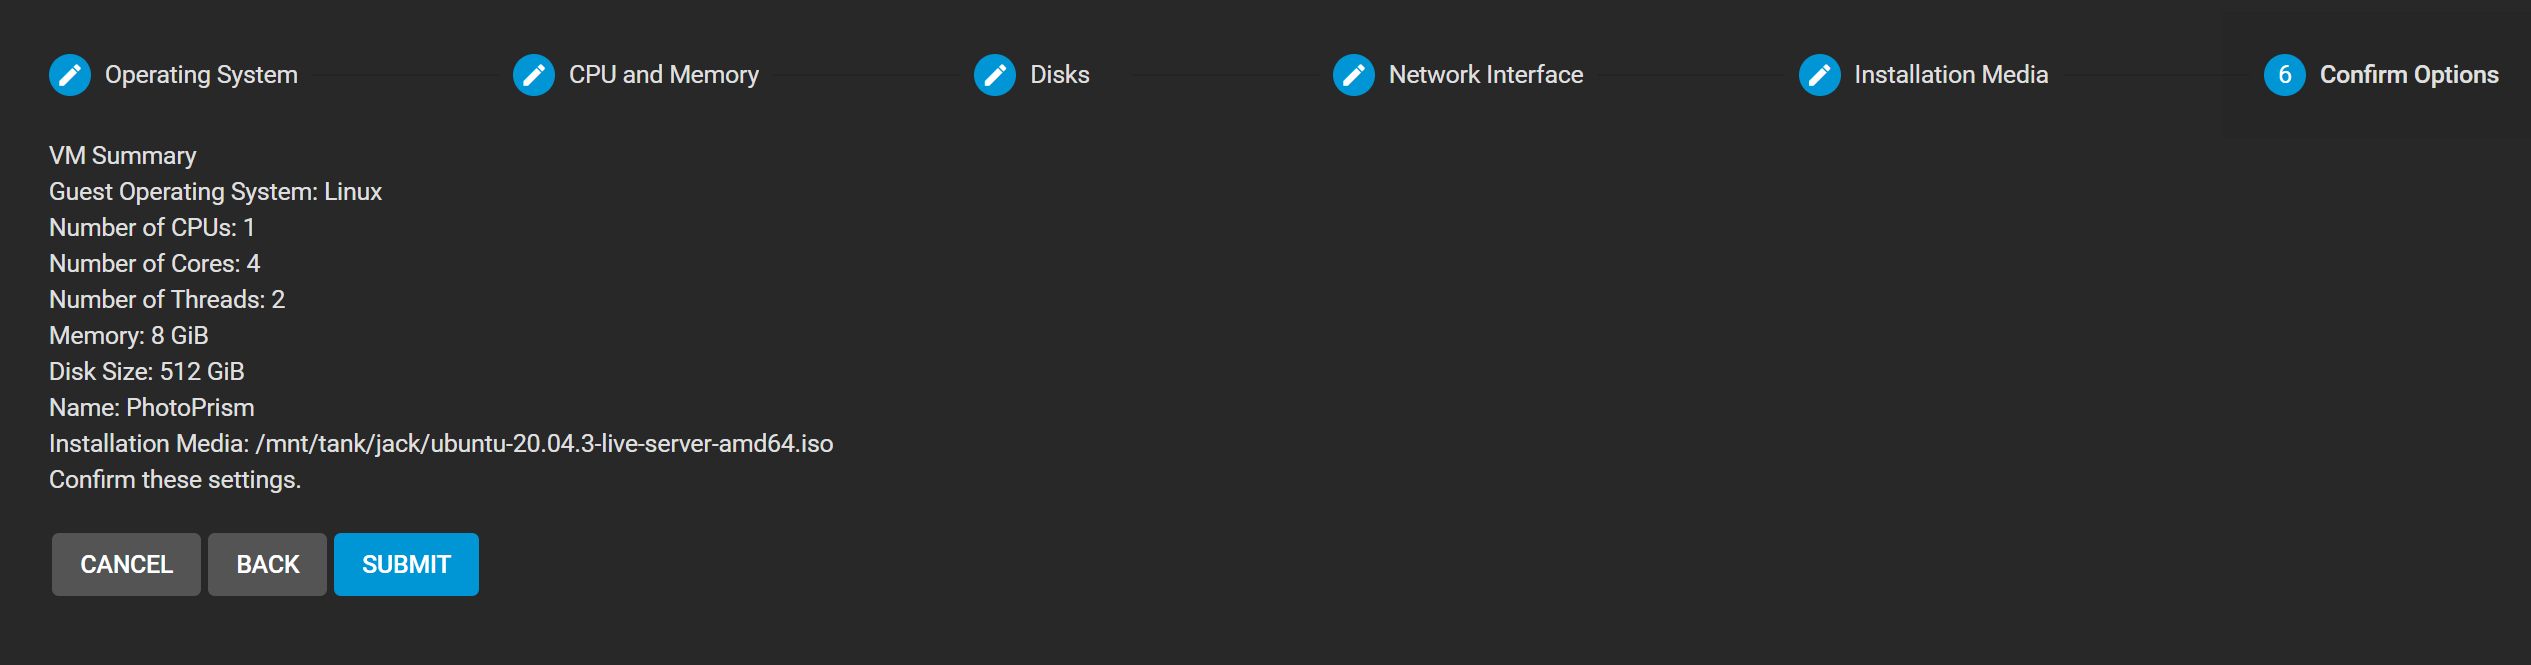 Operating System
CPU and Memory
Disks
Network Interface
Installation Media
6 Confirm Options
VM Summary
Guest Operating System: Linux
Number of CPUs: 1
Number of Cores: 4
Number of Threads: 2
Memory: 8 GiB
Disk Size: 512 GiB
Name: PhotoPrism
Installation Media: /mnt/tank/jack/ubuntu-20.04.3-live-server-amd64.iso
Confirm these settings.
CANCEL
BACK
SUBMIT